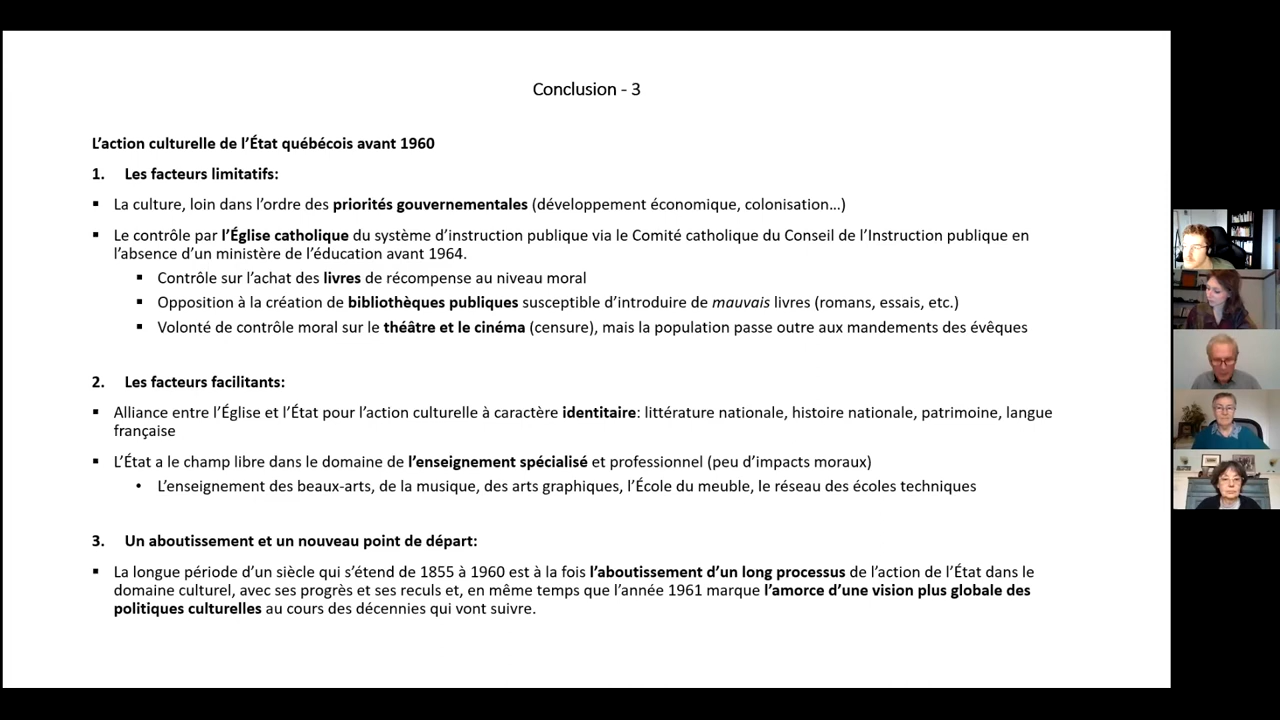 Conclusion - 3
L’action culturelle de l’État québécois avant 1960
1. Les facteurs limitatifs:
▪ La culture, loin dans l’ordre des priorités gouvernementales (développement économique, colonisation…)
▪ Le contrôle par l’Église catholique du système d’instruction publique via le Comité catholique du Conseil de l’Instruction publique en
l’absence d’un ministère de l’éducation avant 1964.
▪ Contrôle sur l’achat des livres de récompense au niveau moral
▪ Opposition à la création de bibliothèques publiques susceptible d’introduire de mauvais livres (romans, essais, etc.)
▪ Volonté de contrôle moral sur le théâtre et le cinéma (censure), mais la population passe outre aux mandements des évêques
2. Les facteurs facilitants:
▪ Alliance entre l’Église et l’État pour l’action culturelle à caractère identitaire: littérature nationale, histoire nationale, patrimoine, langue
française
▪ L’État a le champ libre dans le domaine de l’enseignement spécialisé et professionnel (peu d’impacts moraux)
• L’enseignement des beaux-arts, de la musique, des arts graphiques, l’École du meuble, le réseau des écoles techniques
3. Un aboutissement et un nouveau point de départ:
▪ La longue période d’un siècle qui s’étend de 1855 à 1960 est à la fois l’aboutissement d’un long processus de l’action de l’État dans le
domaine culturel, avec ses progrès et ses reculs et, en même temps que l’année 1961 marque l’amorce d’une vision plus globale des
politiques culturelles au cours des décennies qui vont suivre.